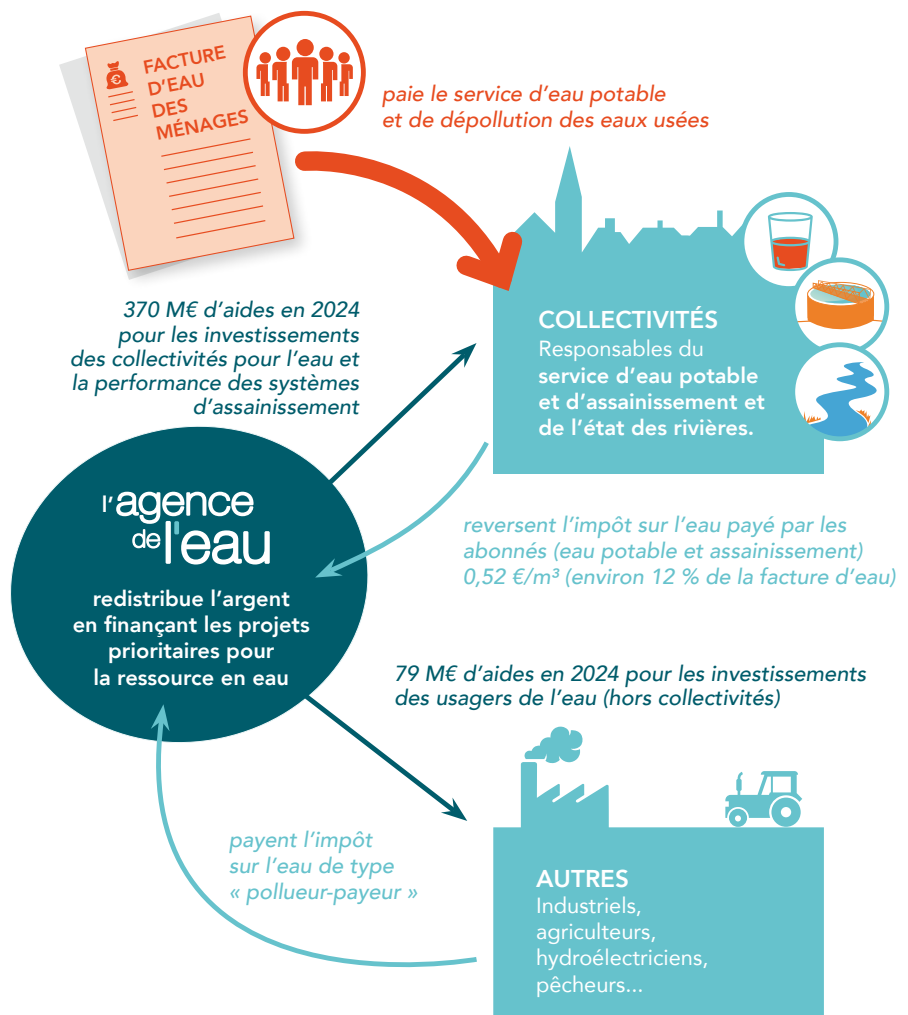 FACTURE
D'EAU
DES
MÉNAGES
paie le service d'eau potable
et de dépollution des eaux usées
370 M€ d'aides en 2024
pour les investissements
des collectivités pour l'eau et
la performance des systèmes
d'assainissement
COLLECTIVITÉS
Responsables du
service d'eau potable
et d'assainissement et
de l'état des rivières.
l'agence
de l'eau
redistribue l'argent
en finançant les projets
prioritaires pour
la ressource en eau
reversent l'impôt sur l'eau payé par les
abonnés (eau potable et assainissement)
0,52 €/m³ (environ 12 % de la facture d'eau)
79 M€ d'aides en 2024 pour les investissements
des usagers de l'eau (hors collectivités)
payent l'impôt
sur l'eau de type
« pollueur-payeur »
AUTRES
Industriels,
agriculteurs,
hydroélectriciens,
pêcheurs...